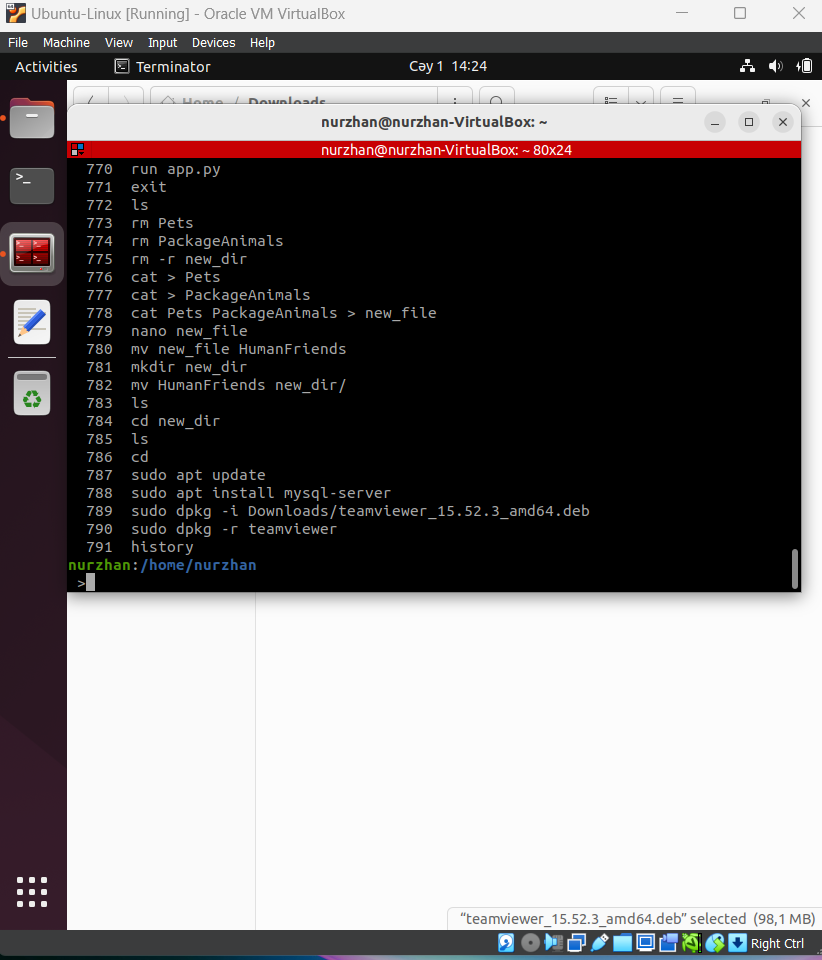 Ubuntu-Linux [Running] - Oracle VM VirtualBox
File Machine View Input Devices Help
Activities Terminator Сәу 1 14:24
Home / Downloads
nurzhan@nurzhan-VirtualBox: ~
nurzhan@nurzhan-VirtualBox: ~ 80x24
770 run app.py
771 exit
772 ls
773 rm Pets
774 rm PackageAnimals
775 rm -r new_dir
776 cat > Pets
777 cat > PackageAnimals
778 cat Pets PackageAnimals > new_file
779 nano new_file
780 mv new_file HumanFriends
781 mkdir new_dir
782 mv HumanFriends new_dir/
783 ls
784 cd new_dir
785 ls
786 cd
787 sudo apt update
788 sudo apt install mysql-server
789 sudo dpkg -i Downloads/teamviewer_15.52.3_amd64.deb
790 sudo dpkg -r teamviewer
791 history
nurzhan:/home/nurzhan
>
“teamviewer_15.52.3_amd64.deb” selected (98,1 MB)
Right Ctrl